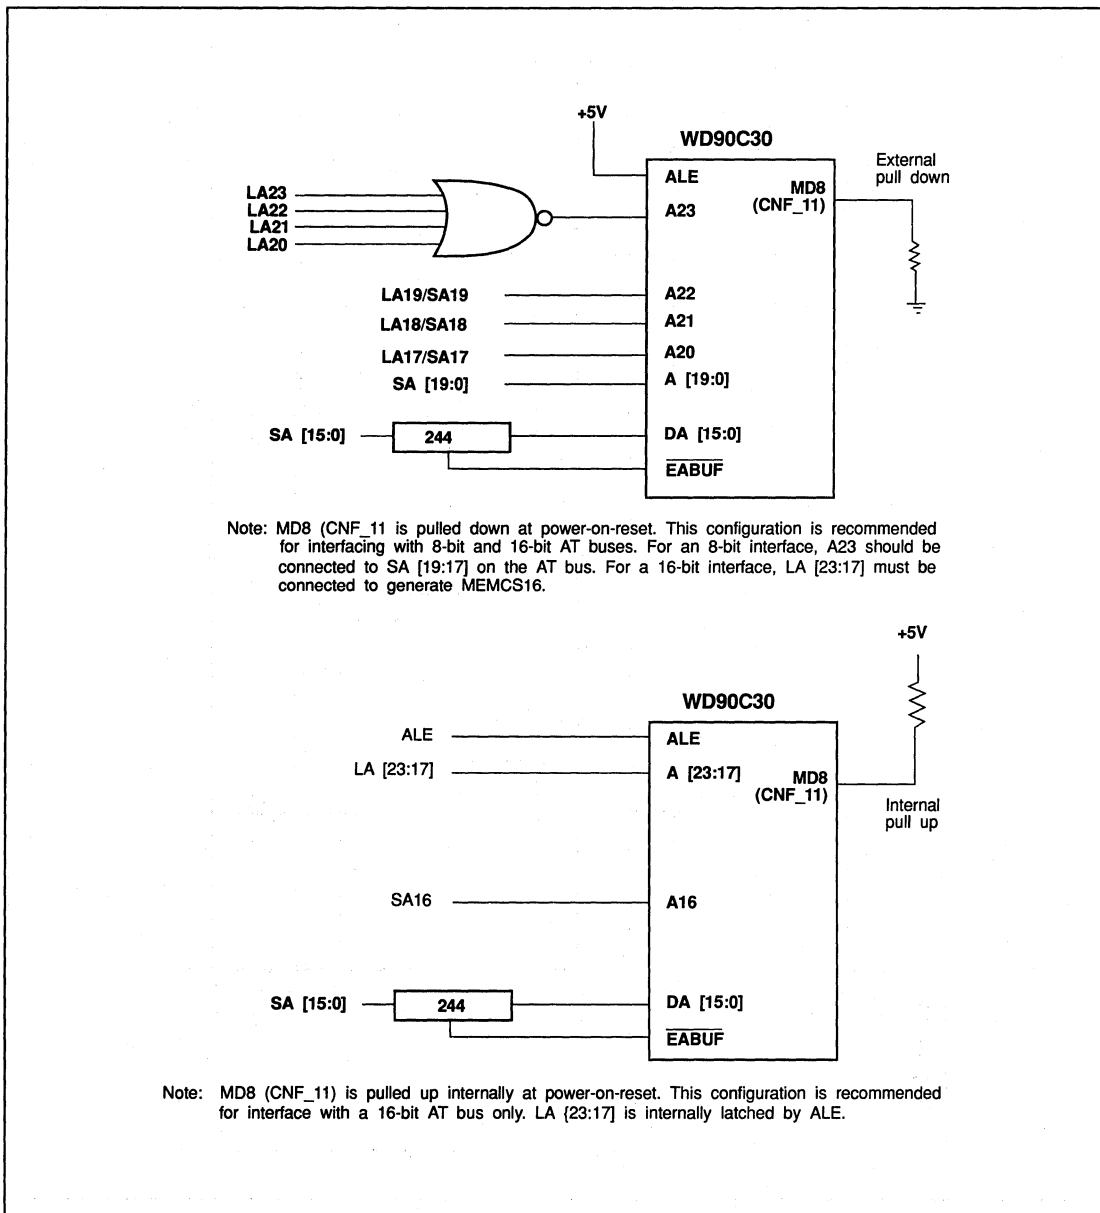 +5V
WD90C30
External
pull down
ALE
MD8
(CNF_11)
LA23
LA22
LA21
LA20
A23
LA19/SA19
A22
LA18/SA18
A21
LA17/SA17
A20
SA [19:0]
A [19:0]
SA [15:0]
244
DA [15:0]
EABUF
Note: MD8 (CNF_11 is pulled down at power-on-reset. This configuration is recommended
for interfacing with 8-bit and 16-bit AT buses. For an 8-bit interface, A23 should be
connected to SA [19:17] on the AT bus. For a 16-bit interface, LA [23:17] must be
connected to generate MEMCS16.
+5V
WD90C30
ALE
ALE
LA [23:17]
A [23:17]
MD8
(CNF_11)
Internal
pull up
SA16
A16
SA [15:0]
244
DA [15:0]
EABUF
Note: MD8 (CNF_11) is pulled up internally at power-on-reset. This configuration is recommended
for interface with a 16-bit AT bus only. LA {23:17] is internally latched by ALE.